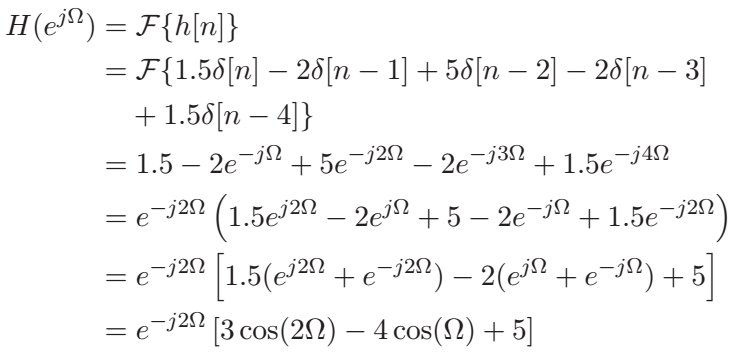 H(e^{jΩ}) = ℱ{h[n]}
= ℱ{1.5δ[n] − 2δ[n − 1] + 5δ[n − 2] − 2δ[n − 3]
+ 1.5δ[n − 4]}
= 1.5 − 2e^{−jΩ} + 5e^{−j2Ω} − 2e^{−j3Ω} + 1.5e^{−j4Ω}
= e^{−j2Ω} (1.5e^{j2Ω} − 2e^{jΩ} + 5 − 2e^{−jΩ} + 1.5e^{−j2Ω})
= e^{−j2Ω} [1.5(e^{j2Ω} + e^{−j2Ω}) − 2(e^{jΩ} + e^{−jΩ}) + 5]
= e^{−j2Ω} [3 cos(2Ω) − 4 cos(Ω) + 5]